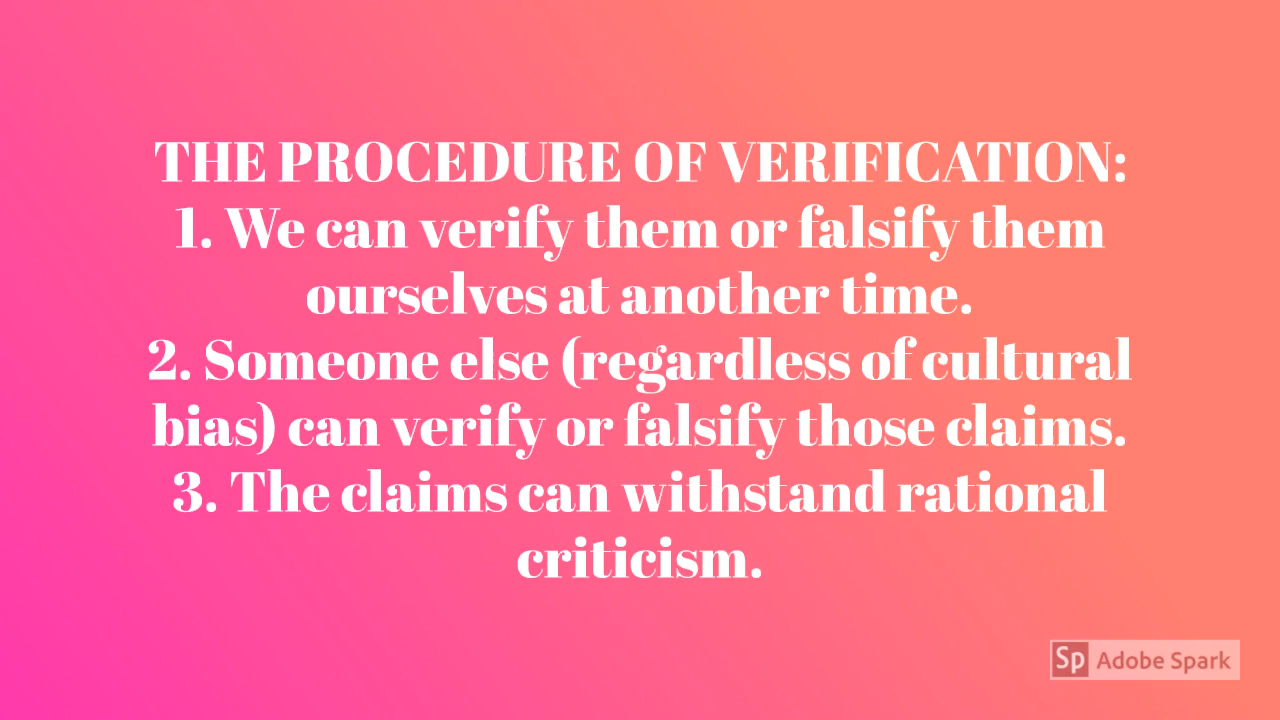 THE PROCEDURE OF VERIFICATION:
1. We can verify them or falsify them
ourselves at another time.
2. Someone else (regardless of cultural
bias) can verify or falsify those claims.
3. The claims can withstand rational
criticism.
Sp Adobe Spark